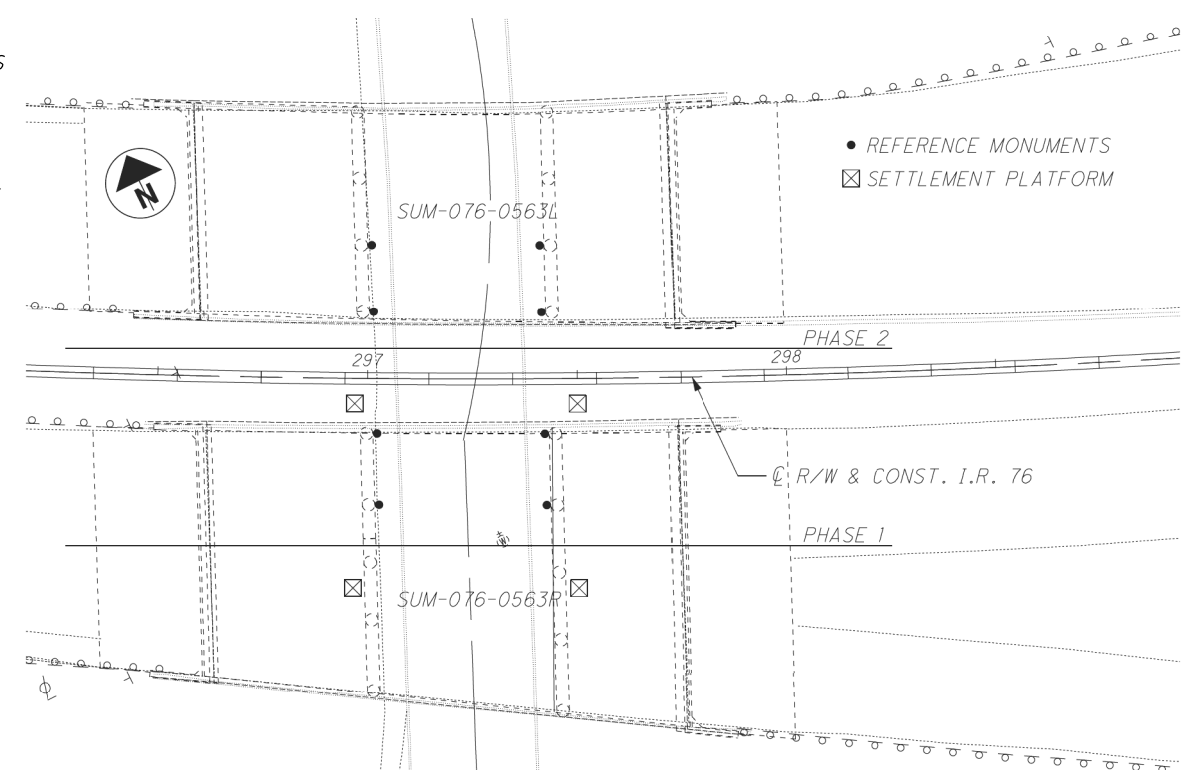 S
REFERENCE MONUMENTS
SETTLEMENT PLATFORM
N
SUM-076-0563L
PHASE 2
297
298
℄ R/W & CONST. I.R. 76
PHASE 1
SUM-076-0563R